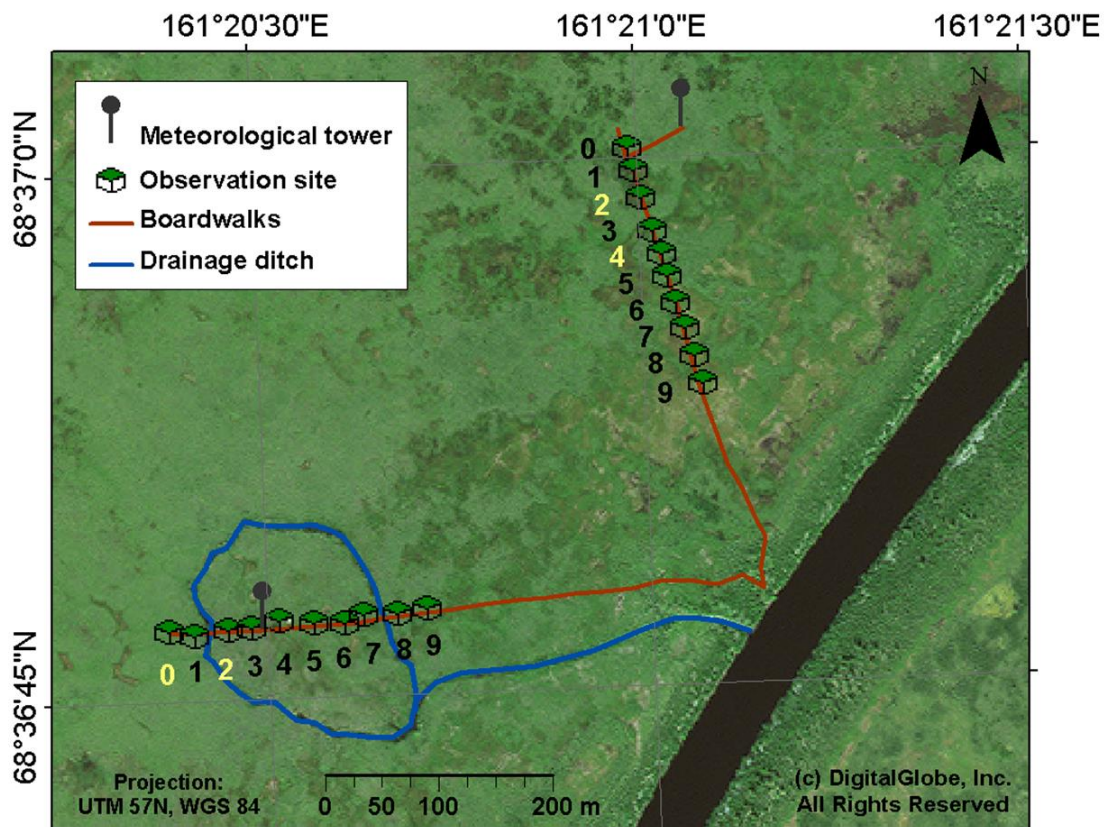 161°20'30"E 161°21'0"E 161°21'30"E
N
Meteorological tower
Observation site
Boardwalks
Drainage ditch
68°37'0"N
0
1
2
3
4
5
6
7
8
9
68°36'45"N
0 1 2 3 4 5 6 7 8 9
Projection:
UTM 57N, WGS 84
0 50 100 200 m
(c) DigitalGlobe, Inc.
All Rights Reserved